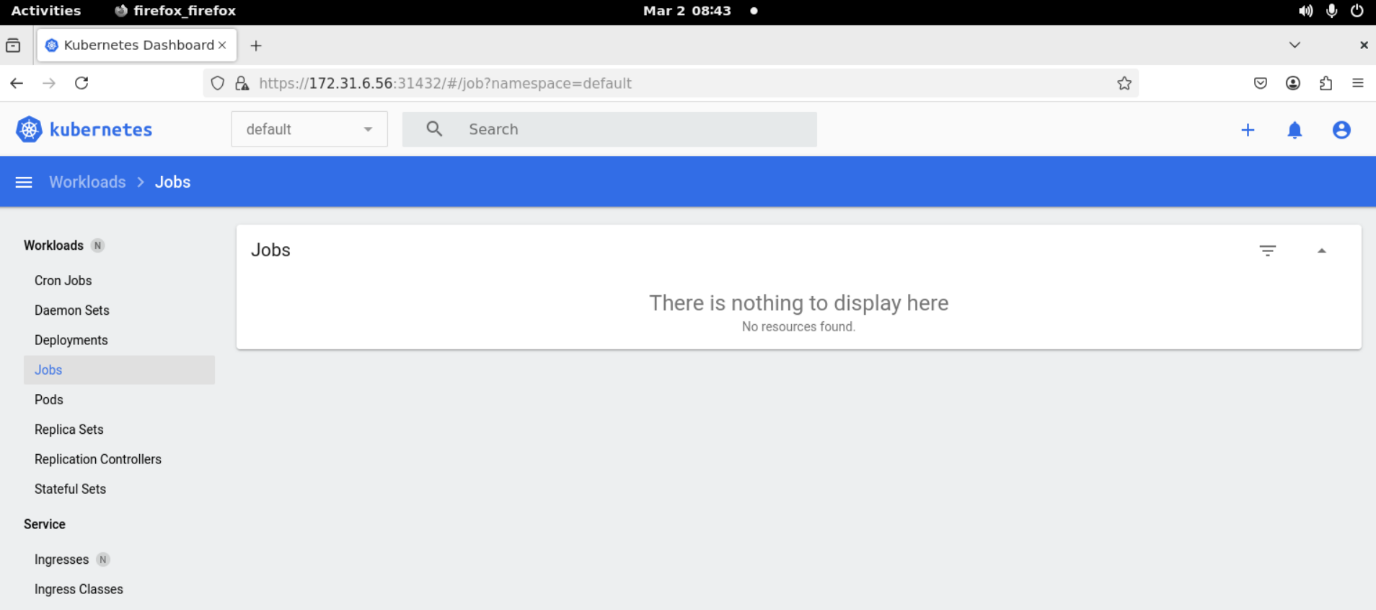 Activities firefox_firefox Mar 2 08:43
Kubernetes Dashboard
https://172.31.6.56:31432/#/job?namespace=default
kubernetes default Search
Workloads > Jobs
Workloads N
Cron Jobs
Daemon Sets
Deployments
Jobs
Pods
Replica Sets
Replication Controllers
Stateful Sets
Service
Ingresses N
Ingress Classes
Jobs
There is nothing to display here
No resources found.